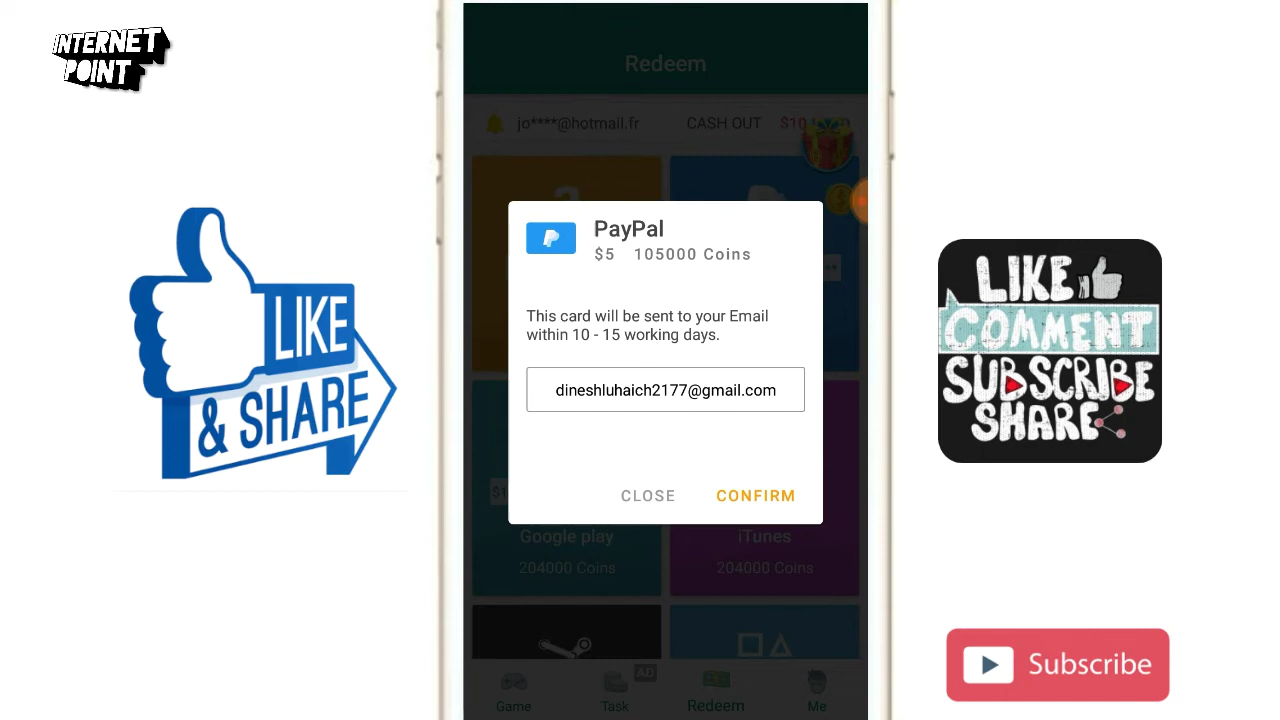 INTERNET
POINT
Redeem
jo****@hotmail.fr CASH OUT $10
PayPal
$5 105000 Coins
This card will be sent to your Email
within 10 - 15 working days.
dineshluhaich2177@gmail.com
CLOSE CONFIRM
Google play
204000 Coins
iTunes
204000 Coins
Game
AD
Task
Redeem
Me
LIKE
& SHARE
LIKE
COMMENT
SUBSCRIBE
SHARE
Subscribe